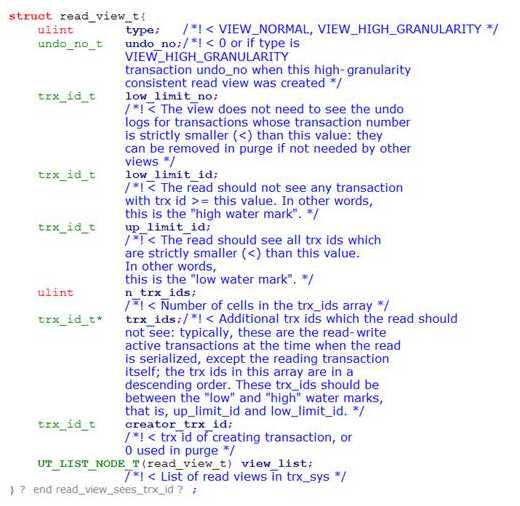 struct read_view_t{
ulint type; /*! < VIEW_NORMAL, VIEW_HIGH_GRANULARITY */
undo_no_t undo_no;/*! < 0 or if type is
VIEW_HIGH_GRANULARITY
transaction undo_no when this high-granularity
consistent read view was created */
trx_id_t low_limit_no;
/*! < The view does not need to see the undo
logs for transactions whose transaction number
is strictly smaller (<) than this value: they
can be removed in purge if not needed by other
views */
trx_id_t low_limit_id;
/*! < The read should not see any transaction
with trx id >= this value. In other words,
this is the "high water mark". */
trx_id_t up_limit_id;
/*! < The read should see all trx ids which
are strictly smaller (<) than this value.
In other words,
this is the "low water mark". */
ulint n_trx_ids;
/*! < Number of cells in the trx_ids array */
trx_id_t* trx_ids;/*! < Additional trx ids which the read should
not see: typically, these are the read-write
active transactions at the time when the read
is serialized, except the reading transaction
itself; the trx ids in this array are in a
descending order. These trx_ids should be
between the "low" and "high" water marks,
that is, up_limit_id and low_limit_id. */
trx_id_t creator_trx_id;
/*! < trx id of creating transaction, or
0 used in purge */
UT_LIST_NODE_T(read_view_t) view_list;
/*! < List of read views in trx_sys */
} ? end read_view_sees_trx_id ? ;